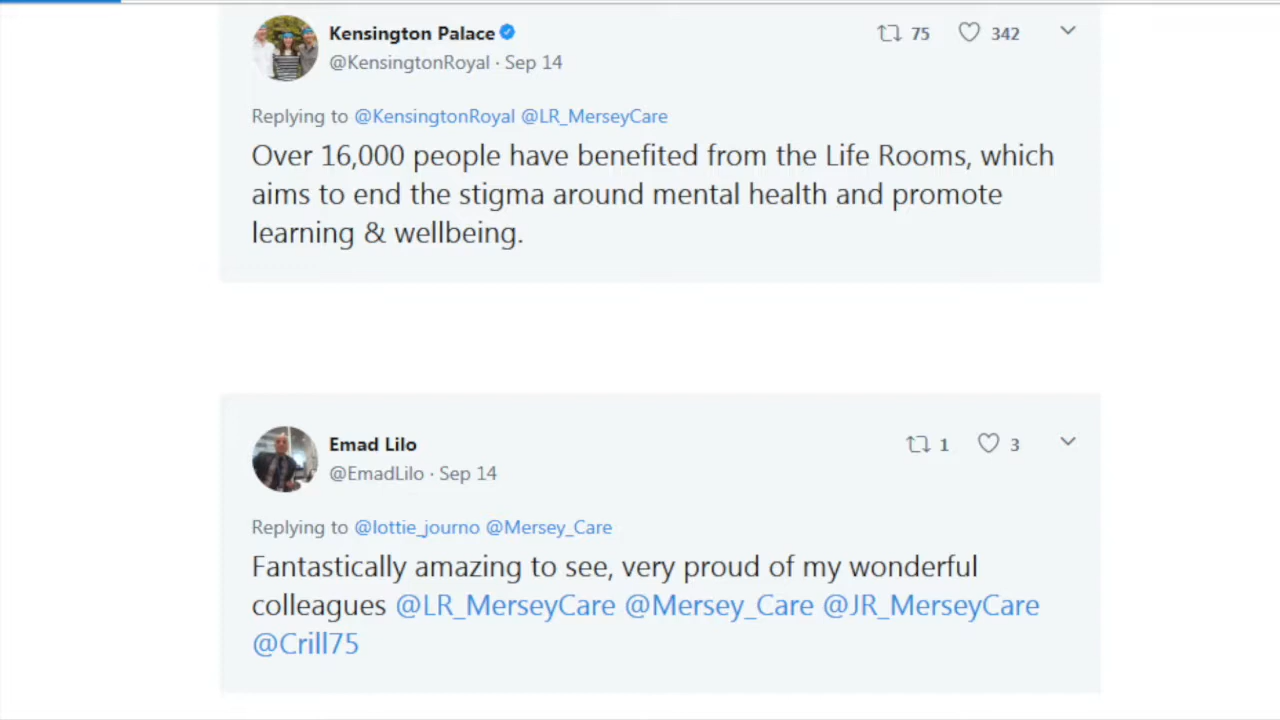 Kensington Palace
75 342
@KensingtonRoyal · Sep 14
Replying to @KensingtonRoyal @LR_MerseyCare
Over 16,000 people have benefited from the Life Rooms, which
aims to end the stigma around mental health and promote
learning & wellbeing.
Emad Lilo
1 3
@EmadLilo · Sep 14
Replying to @lottie_journo @Mersey_Care
Fantastically amazing to see, very proud of my wonderful
colleagues @LR_MerseyCare @Mersey_Care @JR_MerseyCare
@Crill75